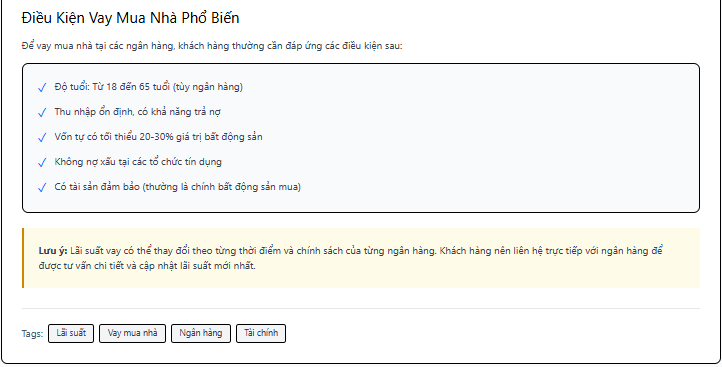 Điều Kiện Vay Mua Nhà Phổ Biến
Để vay mua nhà tại các ngân hàng, khách hàng thường cần đáp ứng các điều kiện sau:
✓ Độ tuổi: Từ 18 đến 65 tuổi (tùy ngân hàng)
✓ Thu nhập ổn định, có khả năng trả nợ
✓ Vốn tự có tối thiểu 20-30% giá trị bất động sản
✓ Không nợ xấu tại các tổ chức tín dụng
✓ Có tài sản đảm bảo (thường là chính bất động sản mua)
Lưu ý: Lãi suất vay có thể thay đổi theo từng thời điểm và chính sách của từng ngân hàng. Khách hàng nên liên hệ trực tiếp với ngân hàng để
được tư vấn chi tiết và cập nhật lãi suất mới nhất.
Tags: Lãi suất Vay mua nhà Ngân hàng Tài chính